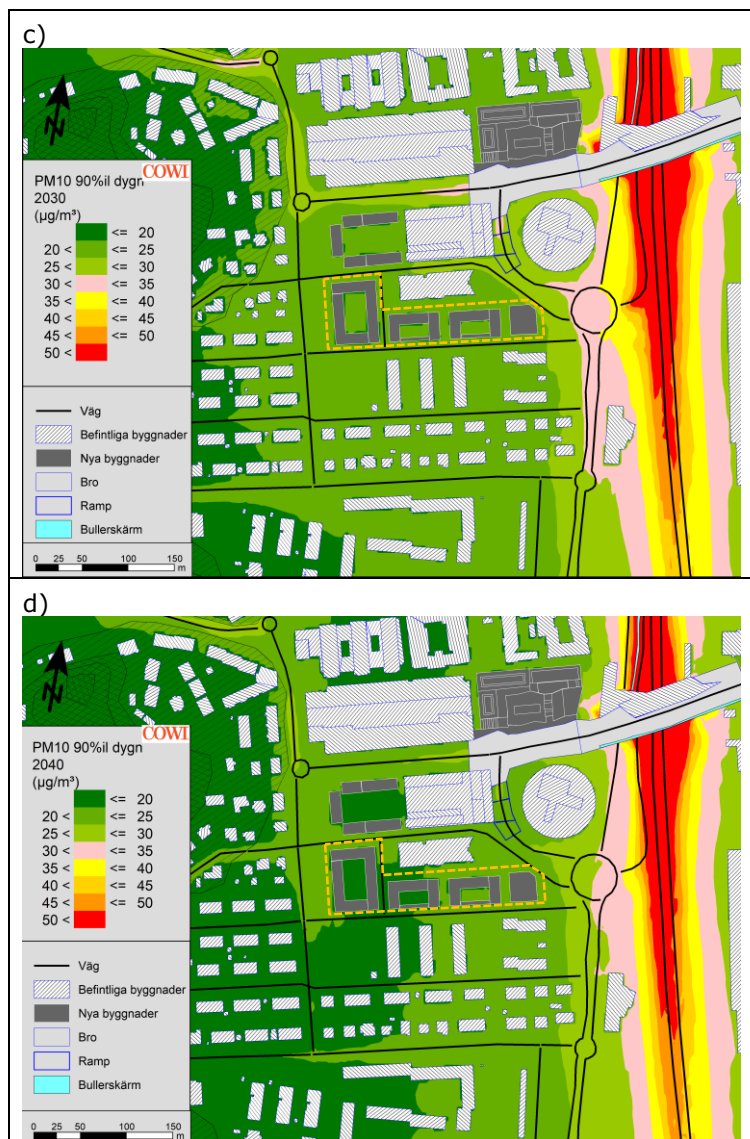 c)
N
COWI
PM10 90%il dygn
2030
(µg/m³)
<= 20
20 < <= 25
25 < <= 30
30 < <= 35
35 < <= 40
40 < <= 45
45 < <= 50
50 <
Väg
Befintliga byggnader
Nya byggnader
Bro
Ramp
Bullerskärm
0 25 50 100 150
m
d)
N
COWI
PM10 90%il dygn
2040
(µg/m³)
<= 20
20 < <= 25
25 < <= 30
30 < <= 35
35 < <= 40
40 < <= 45
45 < <= 50
50 <
Väg
Befintliga byggnader
Nya byggnader
Bro
Ramp
Bullerskärm
0 25 50 100 150
m